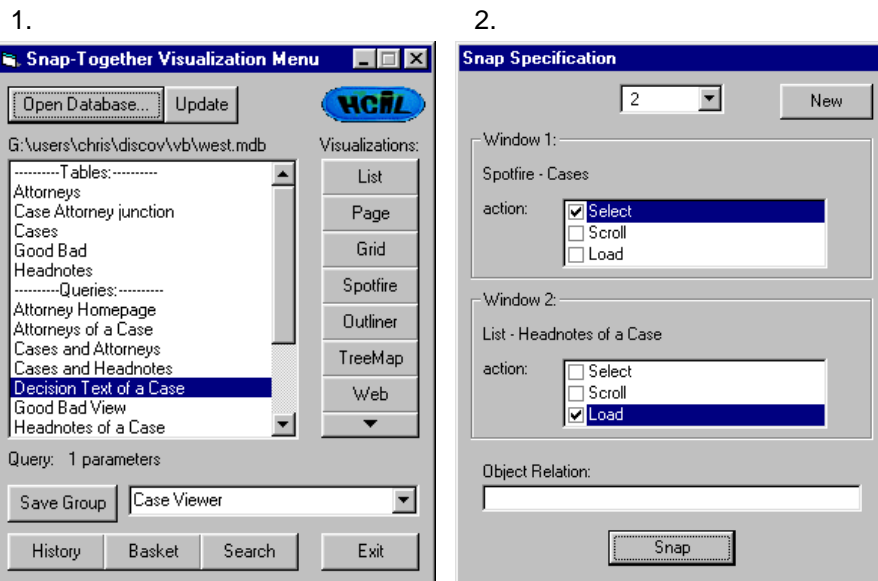 1.
2.
Snap-Together Visualization Menu
Open Database...
Update
HCIL
G:\users\chris\discov\vb\west.mdb
Visualizations:
----------Tables:----------
Attorneys
Case Attorney junction
Cases
Good Bad
Headnotes
----------Queries:----------
Attorney Homepage
Attorneys of a Case
Cases and Attorneys
Cases and Headnotes
Decision Text of a Case
Good Bad View
Headnotes of a Case
List
Page
Grid
Spotfire
Outliner
TreeMap
Web
Query: 1 parameters
Save Group
Case Viewer
History
Basket
Search
Exit
Snap Specification
2
New
Window 1:
Spotfire - Cases
action:
Select
Scroll
Load
Window 2:
List - Headnotes of a Case
action:
Select
Scroll
Load
Object Relation:
Snap